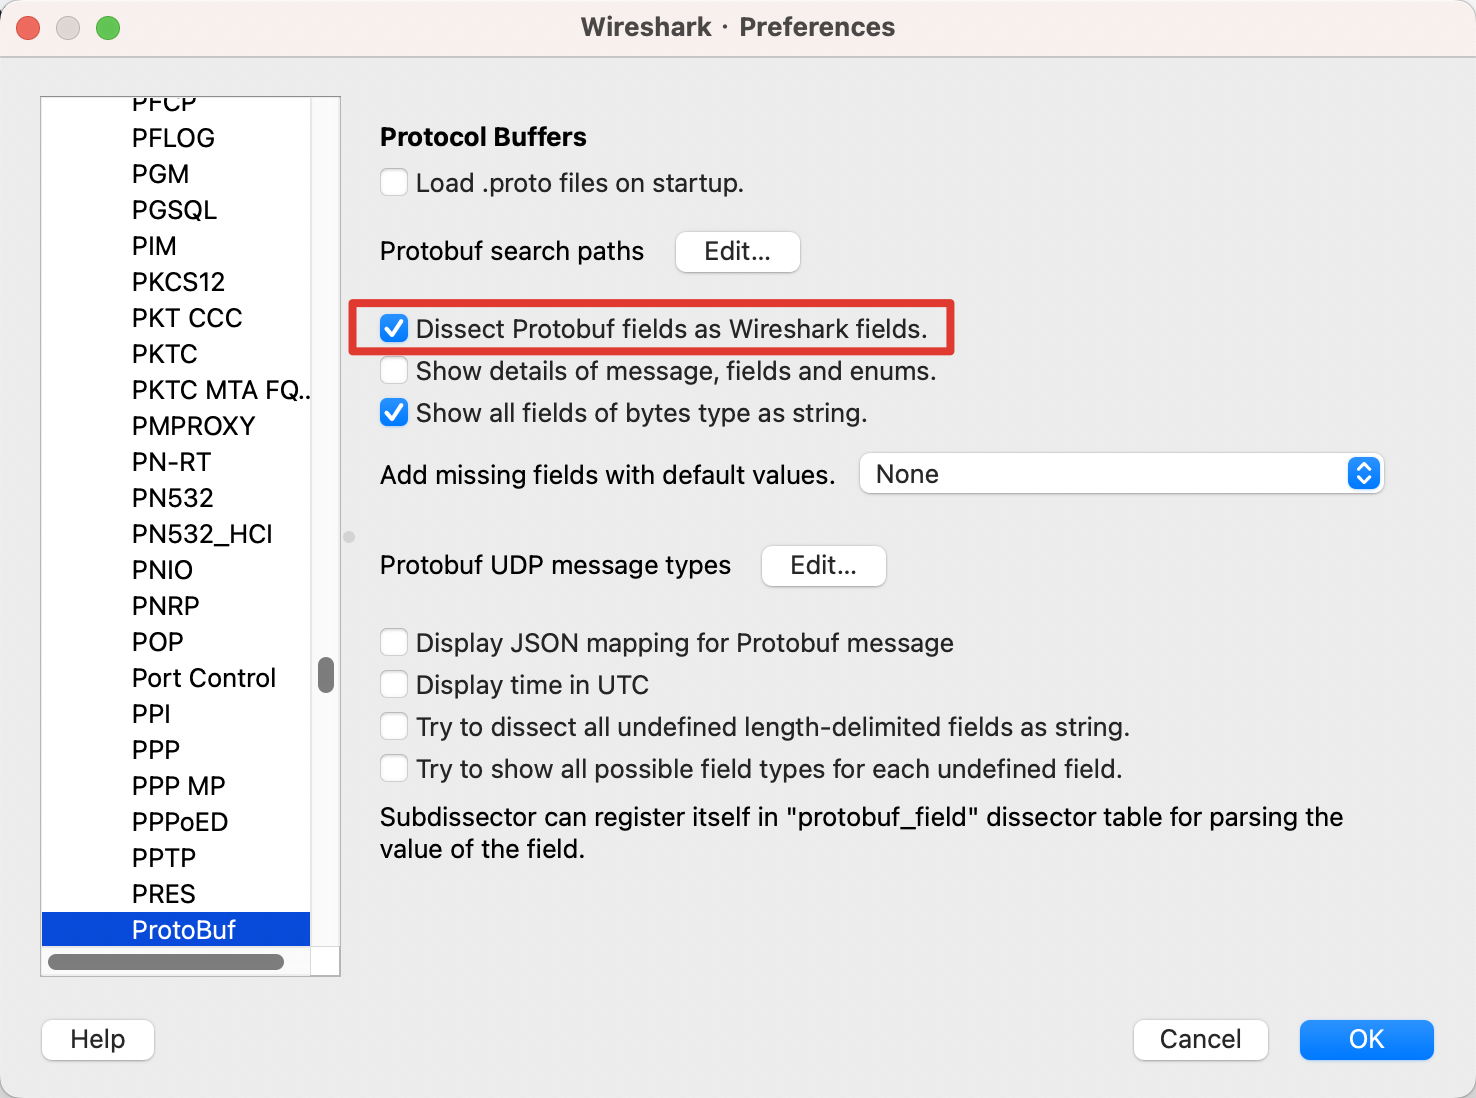 Wireshark · Preferences
PFCP
PFLOG
PGM
PGSQL
PIM
PKCS12
PKT CCC
PKTC
PKTC MTA FQ..
PMPROXY
PN-RT
PN532
PN532_HCI
PNIO
PNRP
POP
Port Control
PPI
PPP
PPP MP
PPPoED
PPTP
PRES
ProtoBuf
Protocol Buffers
Load .proto files on startup.
Protobuf search paths Edit...
Dissect Protobuf fields as Wireshark fields.
Show details of message, fields and enums.
Show all fields of bytes type as string.
Add missing fields with default values. None
Protobuf UDP message types Edit...
Display JSON mapping for Protobuf message
Display time in UTC
Try to dissect all undefined length-delimited fields as string.
Try to show all possible field types for each undefined field.
Subdissector can register itself in "protobuf_field" dissector table for parsing the
value of the field.
Help Cancel OK